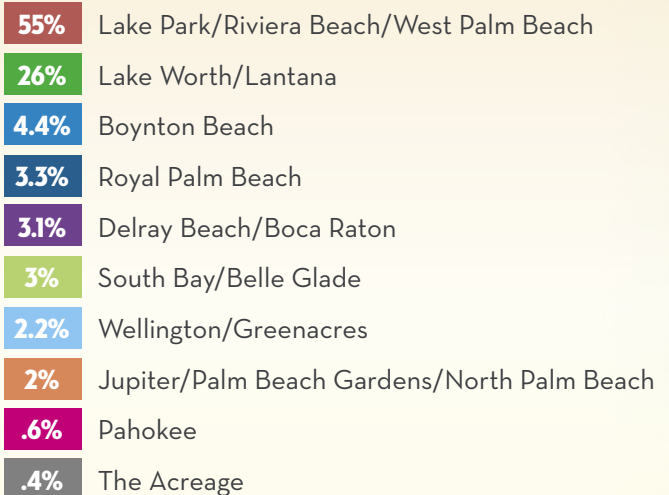 55% Lake Park/Riviera Beach/West Palm Beach
26% Lake Worth/Lantana
4.4% Boynton Beach
3.3% Royal Palm Beach
3.1% Delray Beach/Boca Raton
3% South Bay/Belle Glade
2.2% Wellington/Greenacres
2% Jupiter/Palm Beach Gardens/North Palm Beach
.6% Pahokee
.4% The Acreage